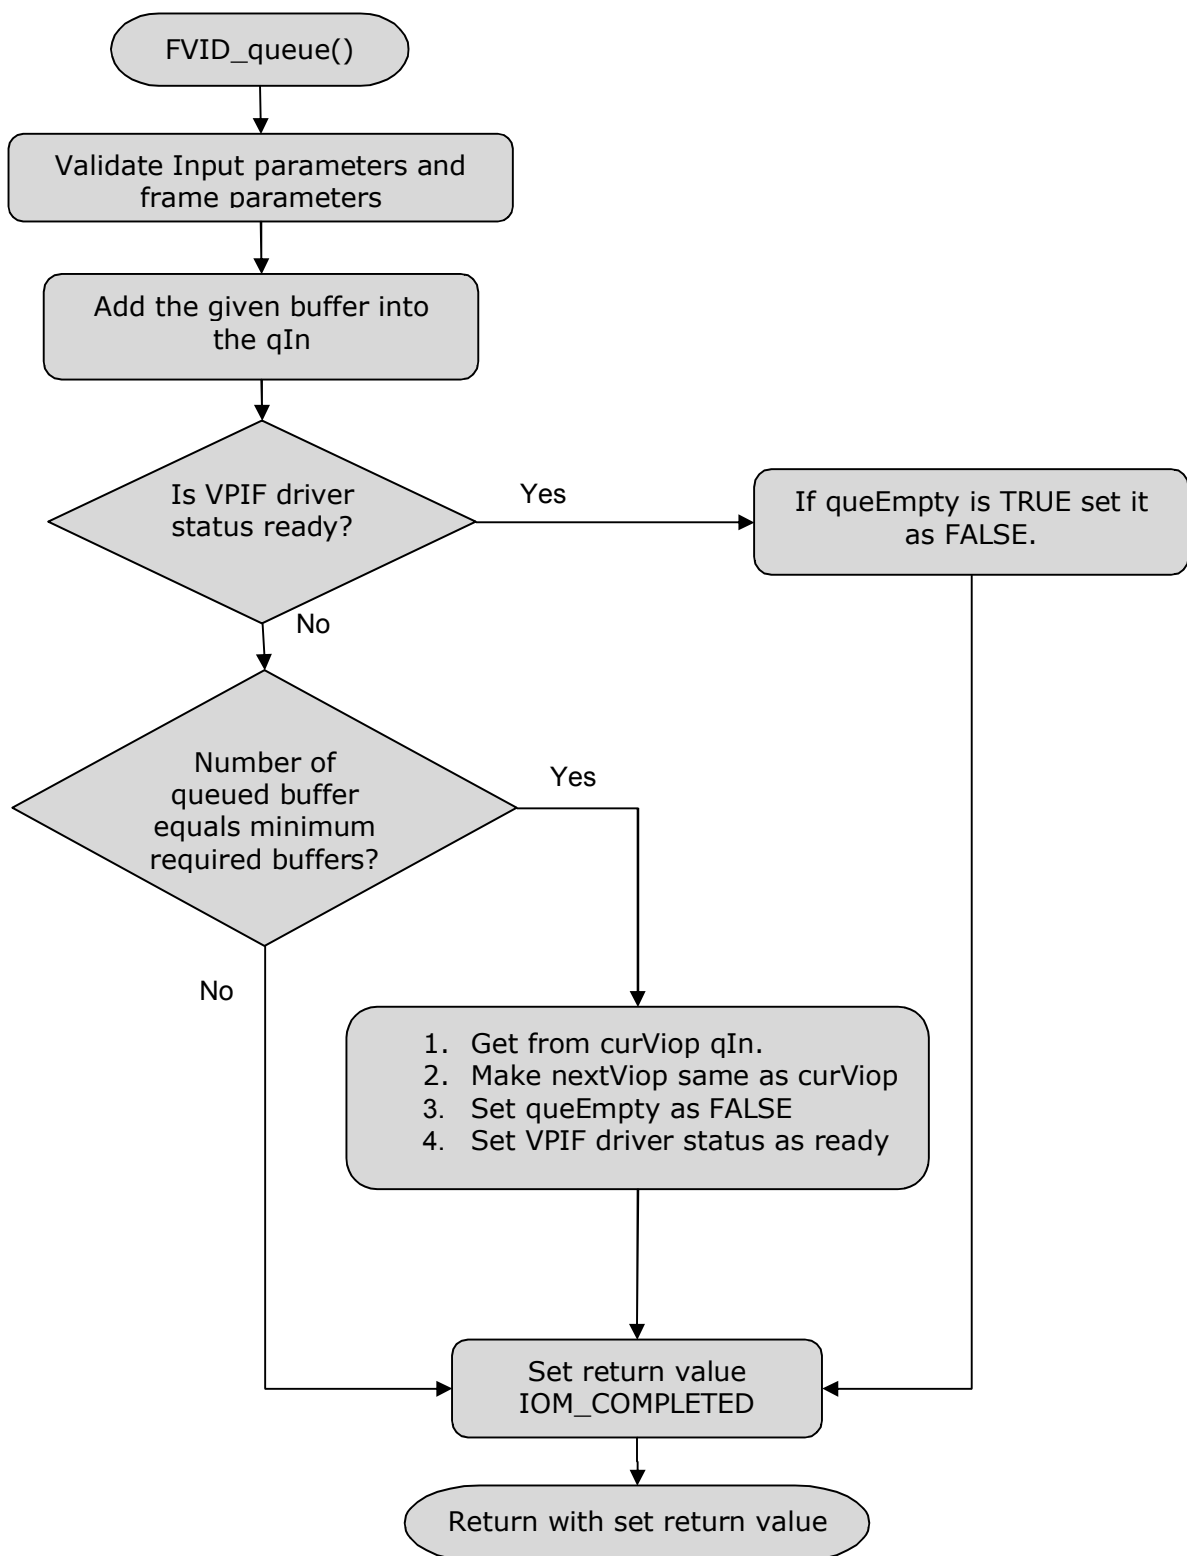 FVID_queue()
Validate Input parameters and
frame parameters
Add the given buffer into
the qIn
Is VPIF driver
status ready?
Yes
If queEmpty is TRUE set it
as FALSE.
No
Number of
queued buffer
equals minimum
required buffers?
Yes
No
1. Get from curViop qIn.
2. Make nextViop same as curViop
3. Set queEmpty as FALSE
4. Set VPIF driver status as ready
Set return value
IOM_COMPLETED
Return with set return value